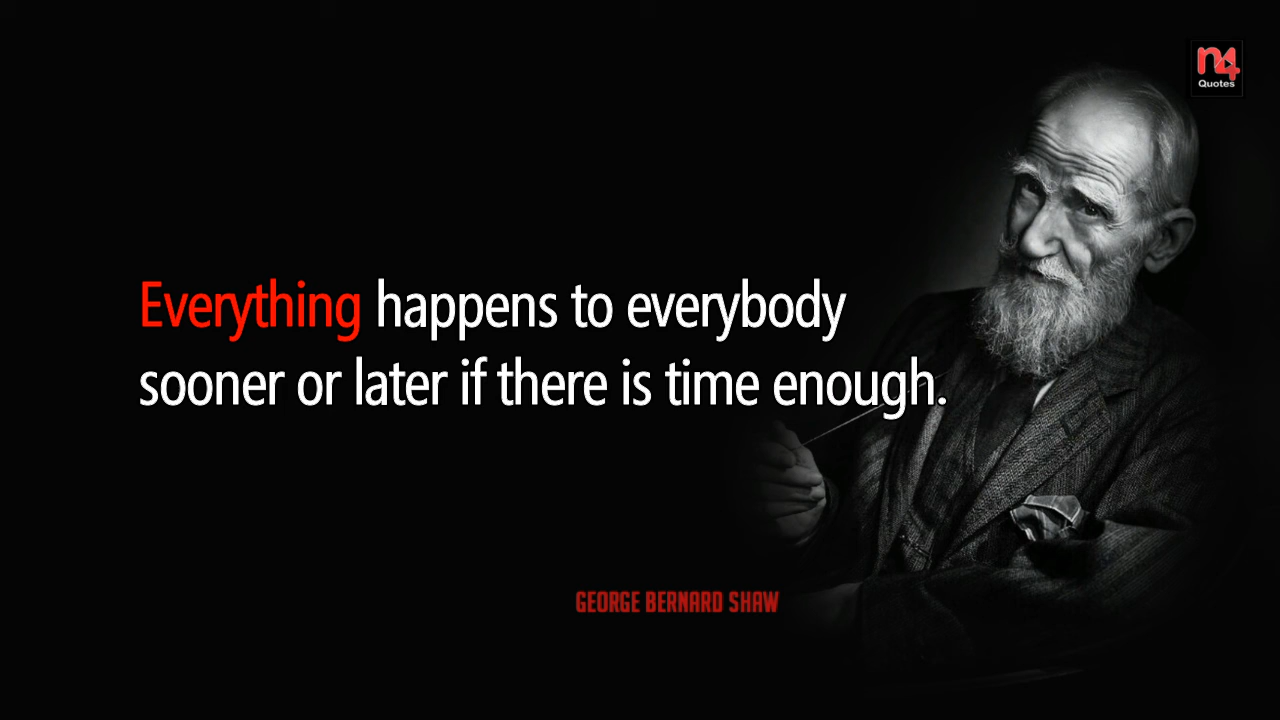 n4
Quotes
Everything happens to everybody
sooner or later if there is time enough.
GEORGE BERNARD SHAW